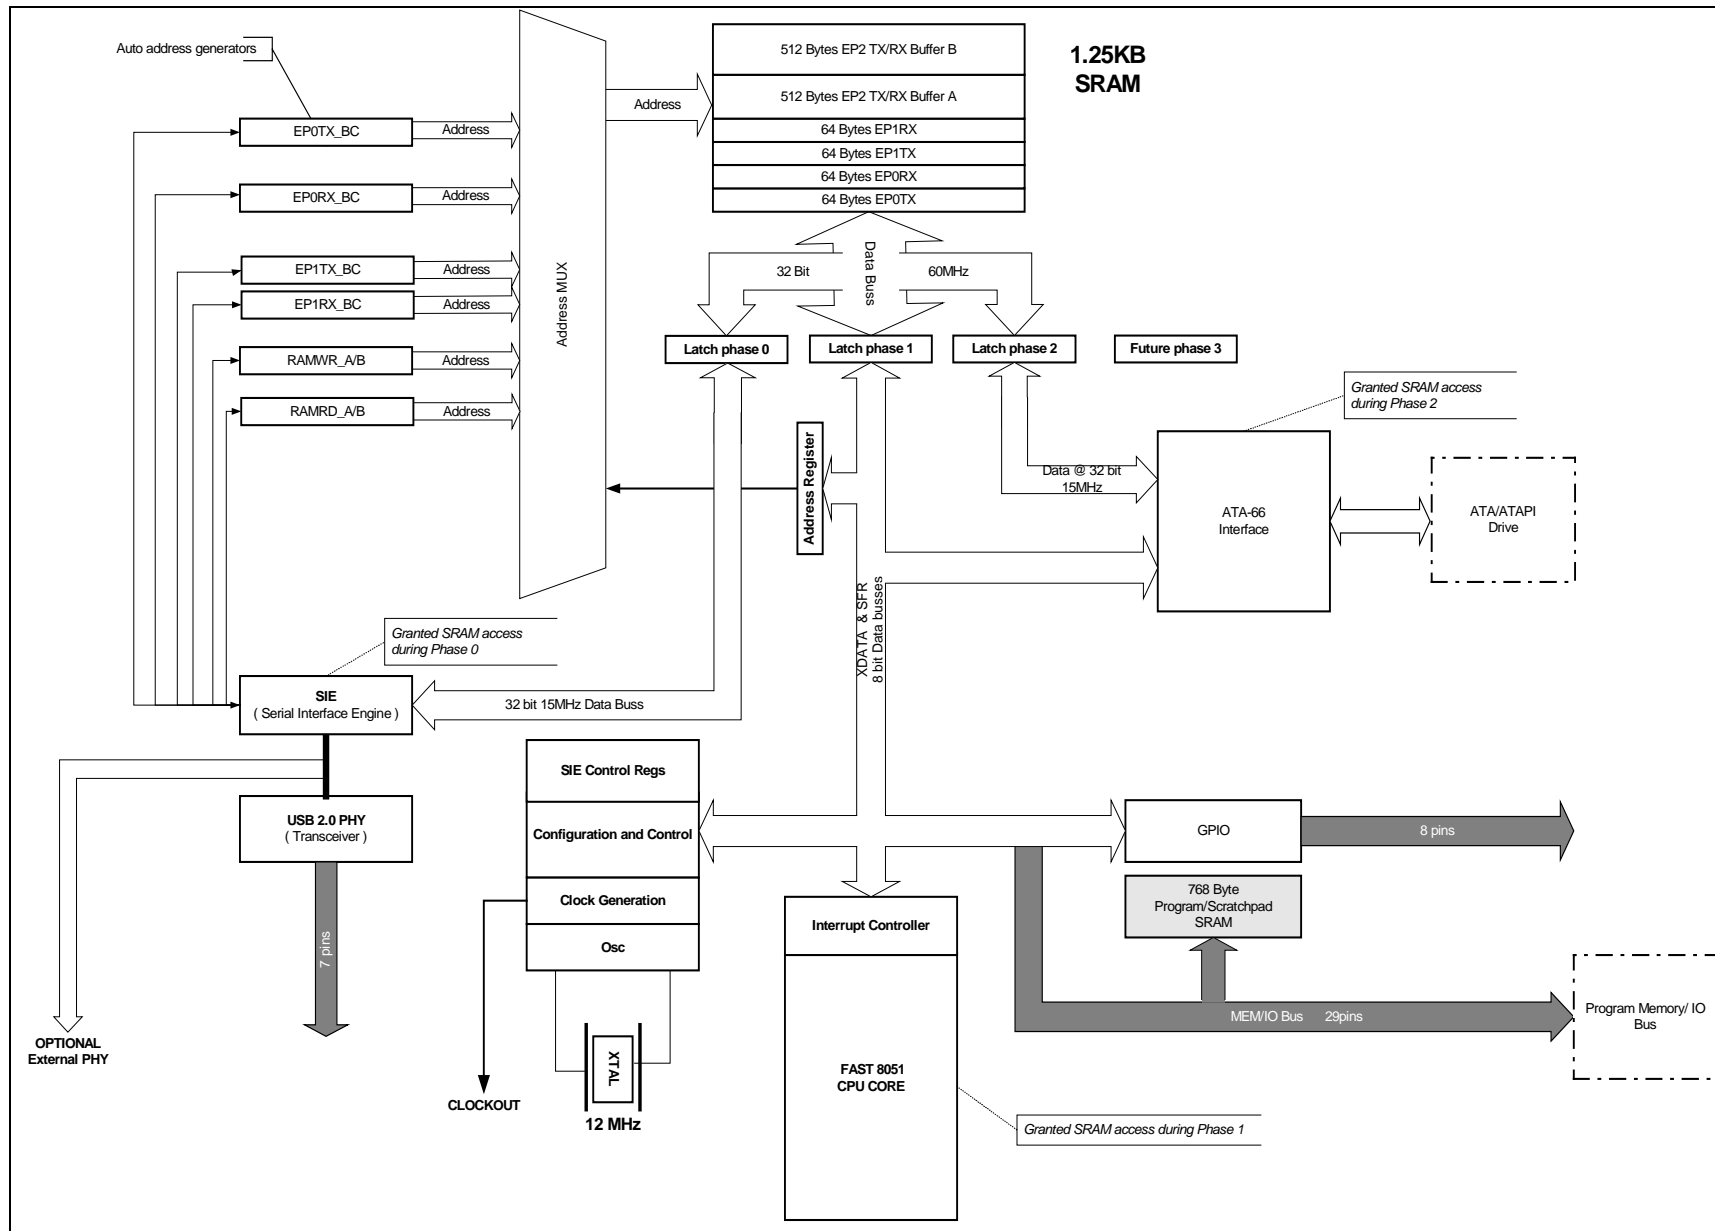 Auto address generators
512 Bytes EP2 TX/RX Buffer B
1.25KB
SRAM
512 Bytes EP2 TX/RX Buffer A
Address
64 Bytes EP1RX
64 Bytes EP1TX
64 Bytes EP0RX
64 Bytes EP0TX
EP0TX_BC
Address
EP0RX_BC
Address
EP1TX_BC
Address
EP1RX_BC
Address
RAMWR_A/B
Address
RAMRD_A/B
Address
Address MUX
32 Bit
Data Buss
60MHz
Latch phase 0
Latch phase 1
Latch phase 2
Future phase 3
Granted SRAM access
during Phase 2
Address Register
Data @ 32 bit
15MHz
ATA-66
Interface
ATA/ATAPI
Drive
XDATA & SFR
8 bit Data busses
Granted SRAM access
during Phase 0
SIE
( Serial Interface Engine )
32 bit 15MHz Data Buss
USB 2.0 PHY
( Transceiver )
7 pins
OPTIONAL
External PHY
SIE Control Regs
Configuration and Control
Clock Generation
Osc
XTAL
12 MHz
CLOCKOUT
Interrupt Controller
FAST 8051
CPU CORE
Granted SRAM access during Phase 1
GPIO
8 pins
768 Byte
Program/Scratchpad
SRAM
MEM/IO Bus 29pins
Program Memory/ IO
Bus